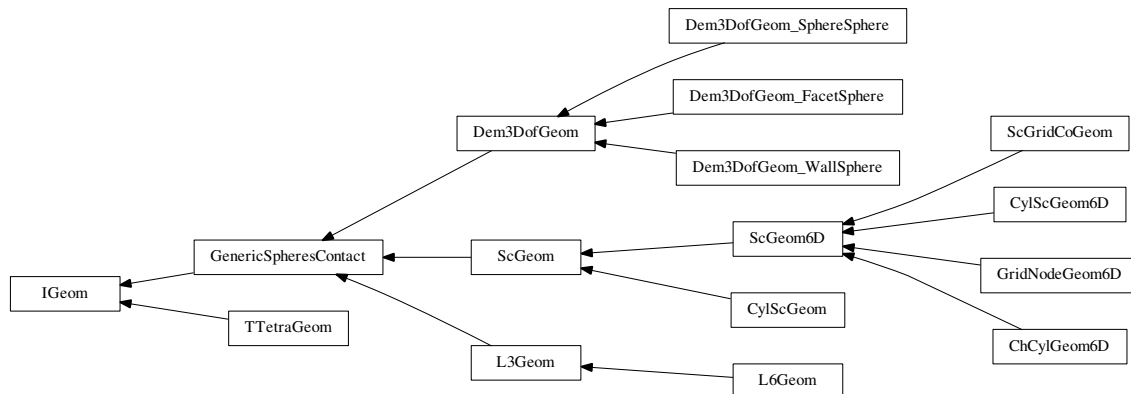 Dem3DofGeom_SphereSphere
Dem3DofGeom_FacetSphere
Dem3DofGeom
ScGridCoGeom
Dem3DofGeom_WallSphere
CylScGeom6D
ScGeom6D
GenericSpheresContact
ScGeom
GridNodeGeom6D
IGeom
CylScGeom
TTetraGeom
ChCylGeom6D
L3Geom
L6Geom